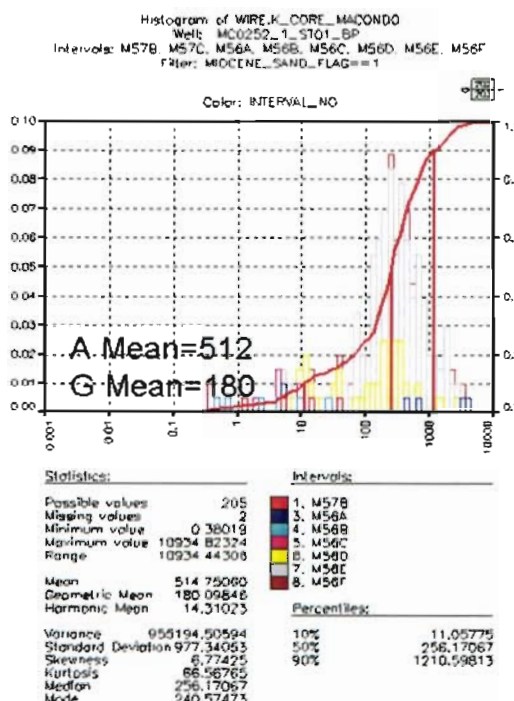 Histogram of WIRE.K_CORE_MACONDO
Well: MC0252_1_ST01_BP
Intervals: M57B, M57C, M56A, M56B, M56C, M56D, M56E, M56F
Filter: MIOCENE_SAND_FLAG==1
Color: INTERVAL_NO
0.10
0.09
0.08
0.07
0.06
0.05
0.04
0.03
0.02
0.01
0.00
A Mean=512
G Mean=180
0.001 0.01 0.1 1 10 100 1000 10000
Statistics:
Possible values 205
Missing values 2
Minimum value 0.38019
Maximum value 10934.82324
Range 10934.44306
Mean 514.75060
Geometric Mean 180.09846
Harmonic Mean 14.31023
Variance 955194.50594
Standard Deviation 977.34053
Skewness 6.77425
Kurtosis 66.56765
Median 256.17067
Mode 240.57473
Intervals:
1. M57B
3. M56A
4. M56B
5. M56C
6. M56D
7. M56E
8. M56F
Percentiles:
10% 11.05775
50% 256.17067
90% 1210.59813